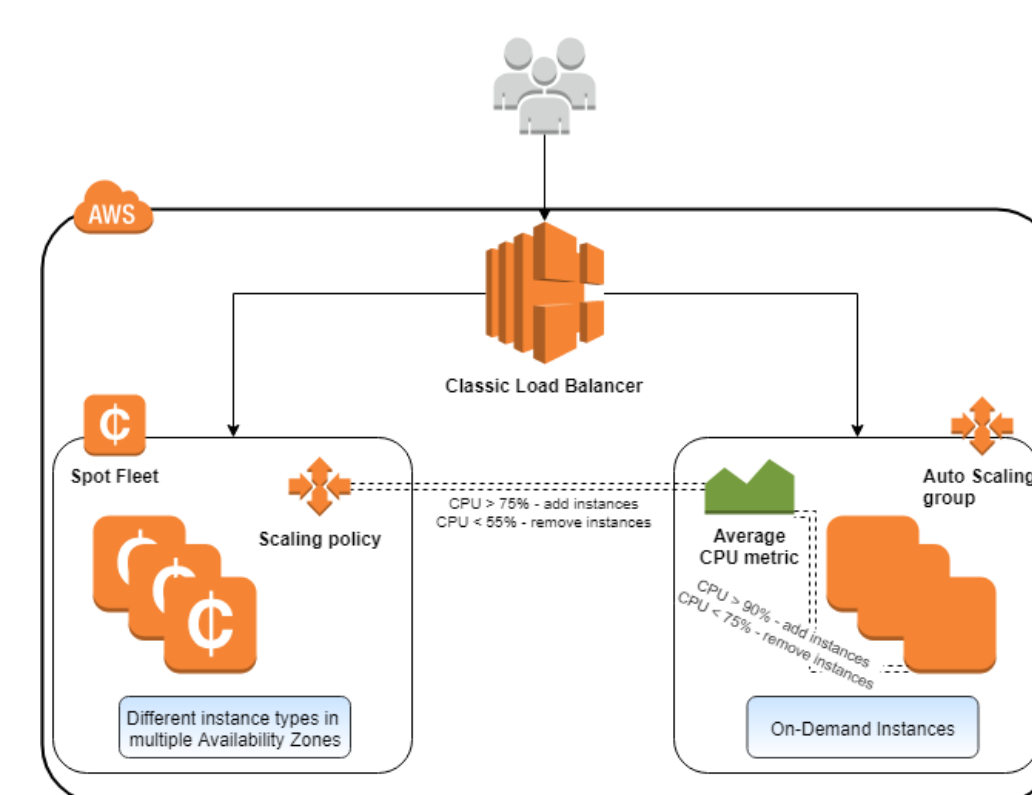 AWS
Classic Load Balancer
Spot Fleet
Scaling policy
CPU > 75% - add instances
CPU < 55% - remove instances
Average
CPU metric
Auto Scaling
group
CPU > 90% - add instances
CPU < 75% - remove instances
Different instance types in
multiple Availability Zones
On-Demand Instances